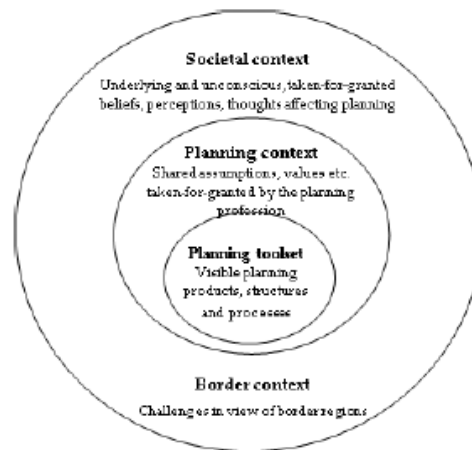 Societal context
Underlying and unconscious, taken-for-granted
beliefs, perceptions, thoughts affecting planning
Planning context
Shared assumptions, values etc.
taken-for-granted by the planning
profession
Planning toolset
Visible planning
products, structures
and processes
Border context
Challenges in view of border regions